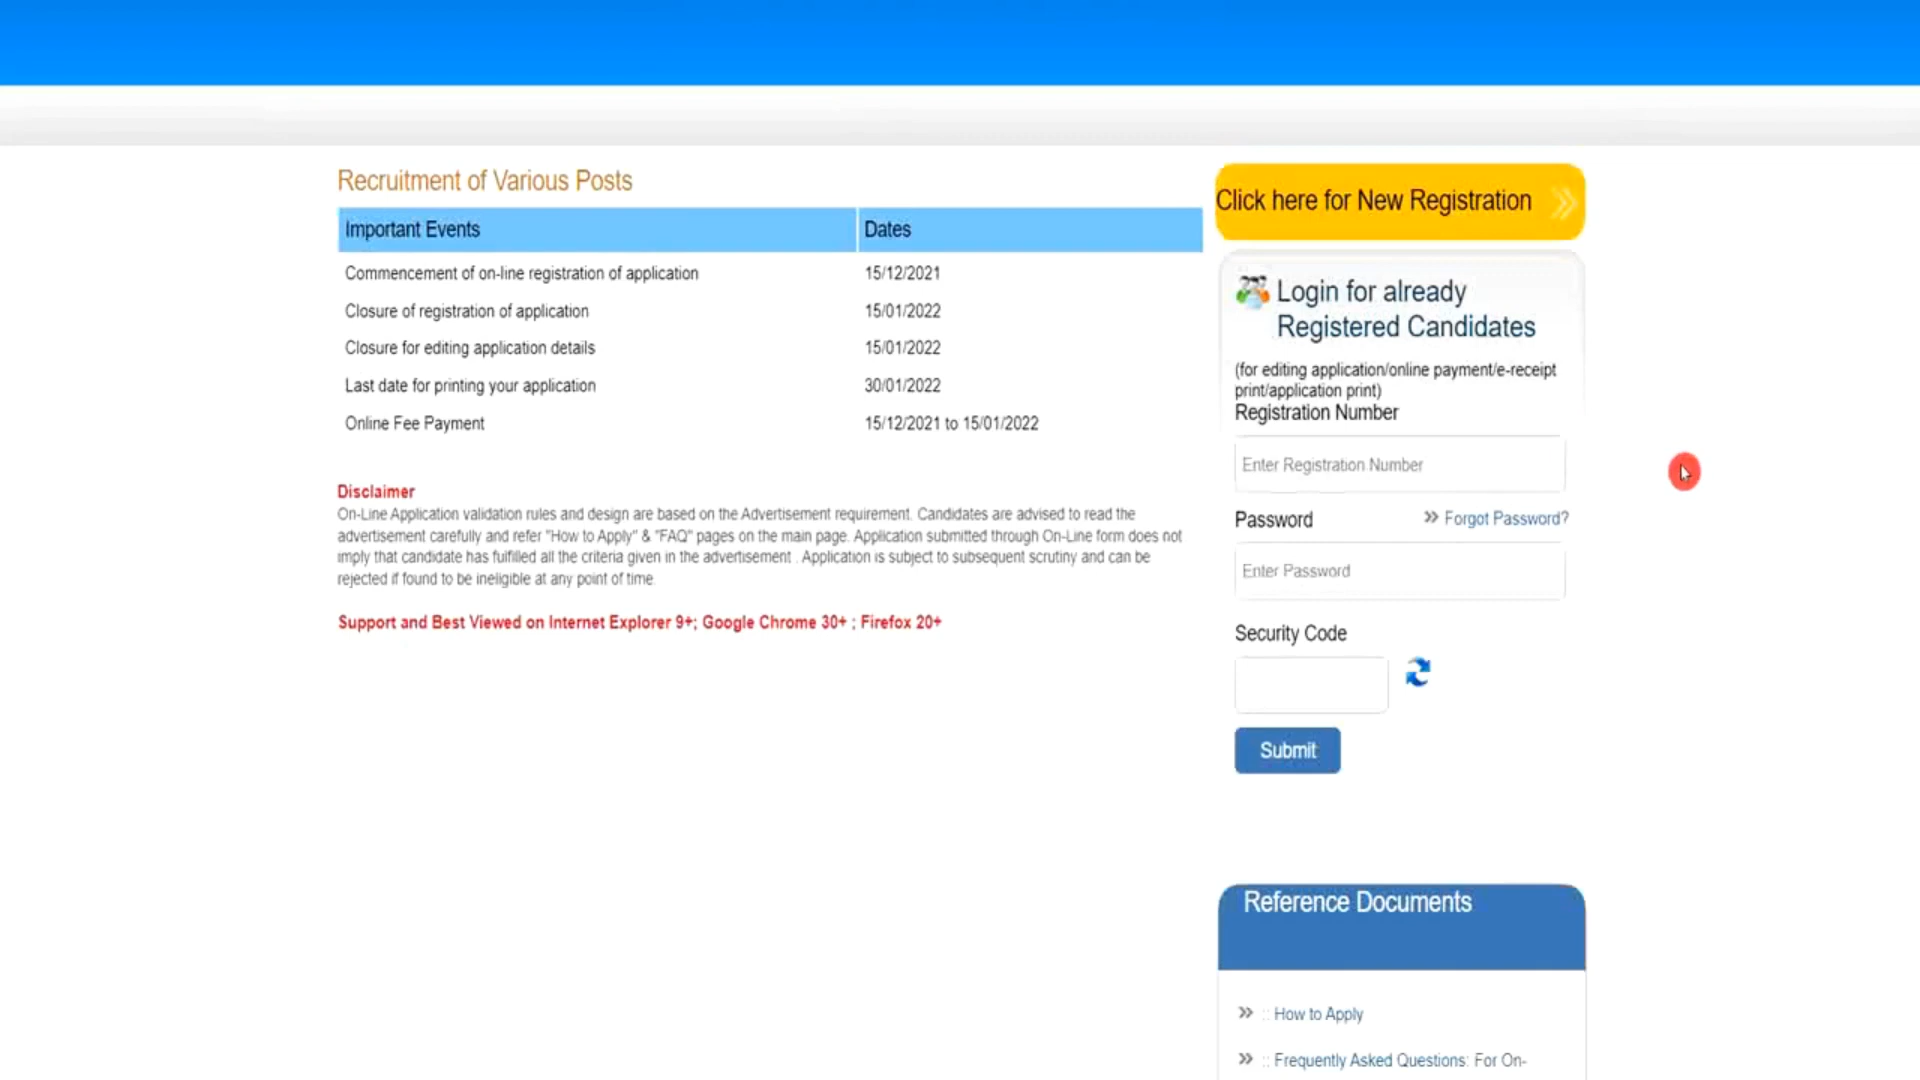 Recruitment of Various Posts
Important Events Dates
Commencement of on-line registration of application 15/12/2021
Closure of registration of application 15/01/2022
Closure for editing application details 15/01/2022
Last date for printing your application 30/01/2022
Online Fee Payment 15/12/2021 to 15/01/2022
Disclaimer
On-Line Application validation rules and design are based on the Advertisement requirement. Candidates are advised to read the
advertisement carefully and refer "How to Apply" & "FAQ" pages on the main page. Application submitted through On-Line form does not
imply that candidate has fulfilled all the criteria given in the advertisement . Application is subject to subsequent scrutiny and can be
rejected if found to be ineligible at any point of time.
Support and Best Viewed on Internet Explorer 9+; Google Chrome 30+ ; Firefox 20+
Click here for New Registration
Login for already
Registered Candidates
(for editing application/online payment/e-receipt
print/application print)
Registration Number
Enter Registration Number
Password » Forgot Password?
Enter Password
Security Code
Submit
Reference Documents
» :: How to Apply
» :: Frequently Asked Questions: For On-